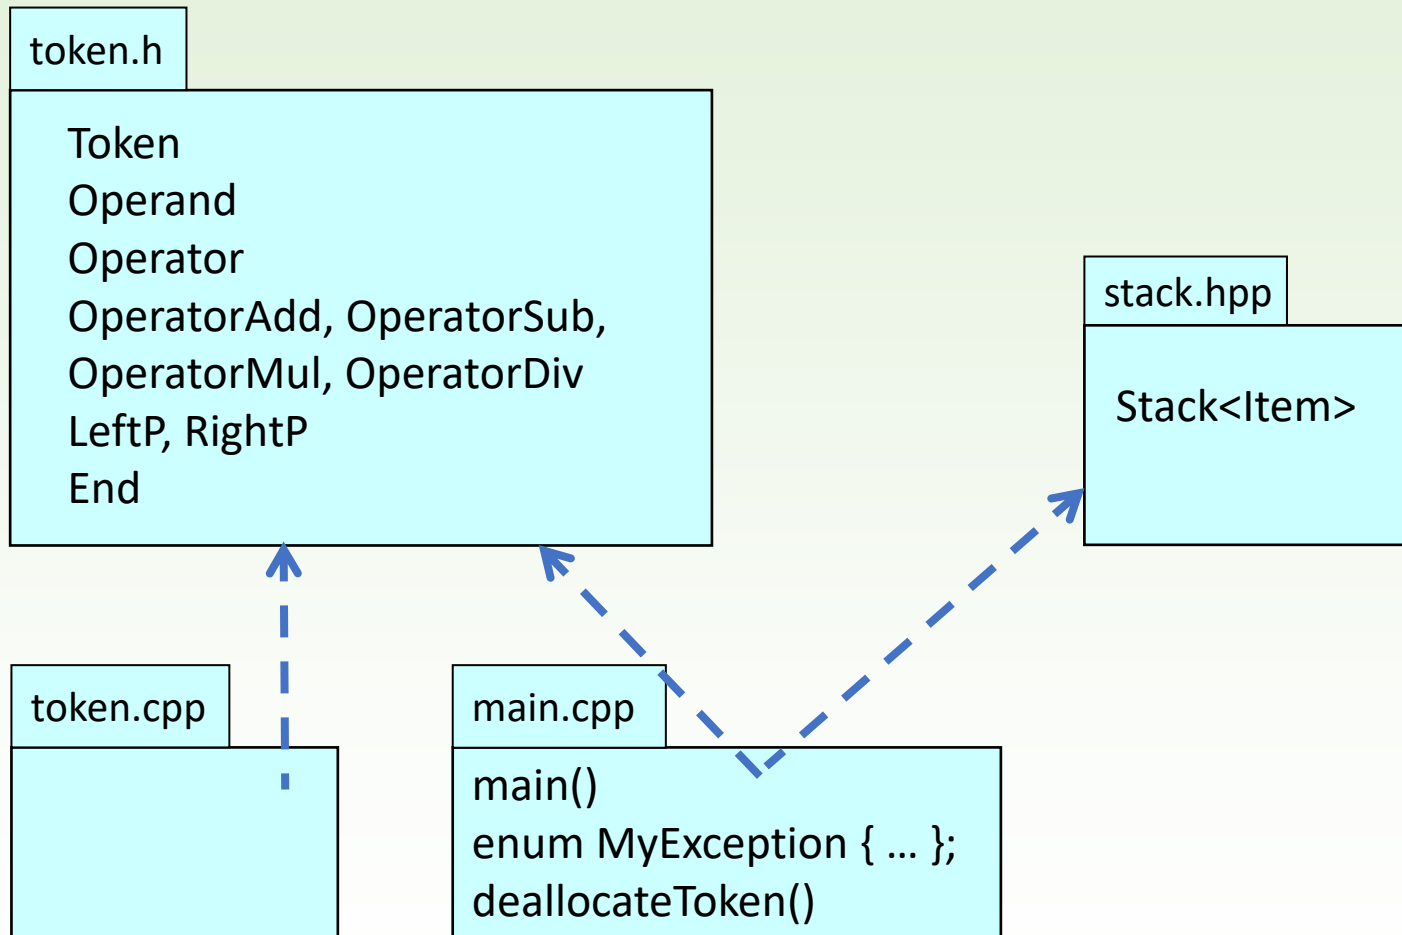 token.h
Token
Operand
Operator
OperatorAdd, OperatorSub,
OperatorMul, OperatorDiv
LeftP, RightP
End
stack.hpp
Stack<Item>
token.cpp
main.cpp
main()
enum MyException { … };
deallocateToken()